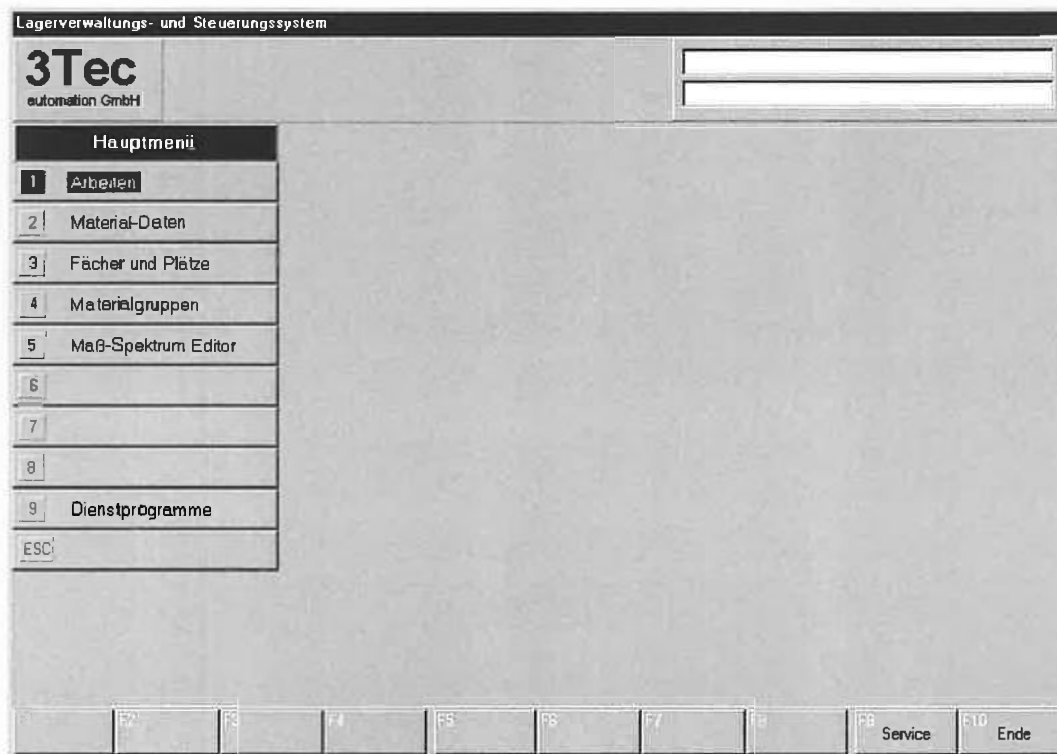 Lagerverwaltungs- und Steuerungssystem
3Tec
automation GmbH
Hauptmenü
1 Arbeiten
2 Material-Daten
3 Fächer und Plätze
4 Materialgruppen
5 Maß-Spektrum Editor
6
7
8
9 Dienstprogramme
ESC
F2 F3 F4 F5 F6 F7 F8 F9 Service F10 Ende